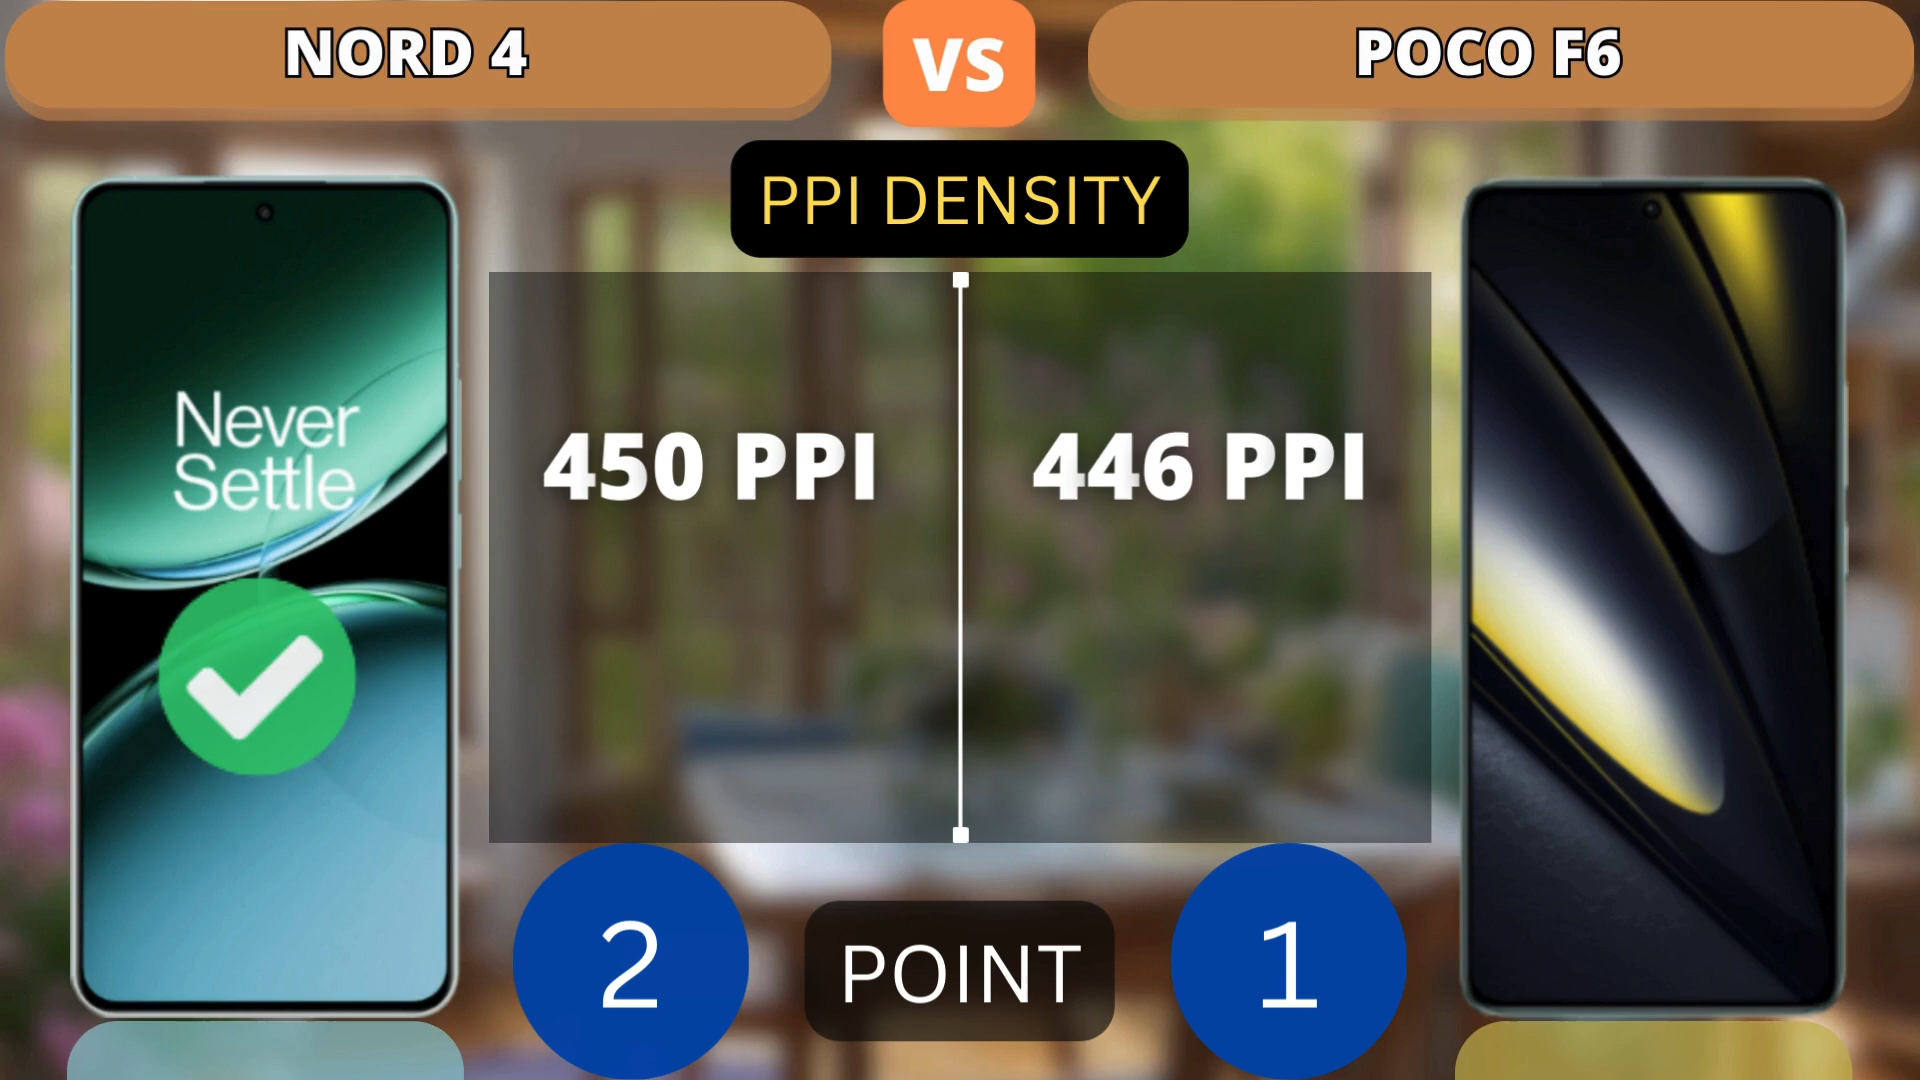 NORD 4
VS
POCO F6
PPI DENSITY
Never
Settle
450 PPI
446 PPI
2
POINT
1